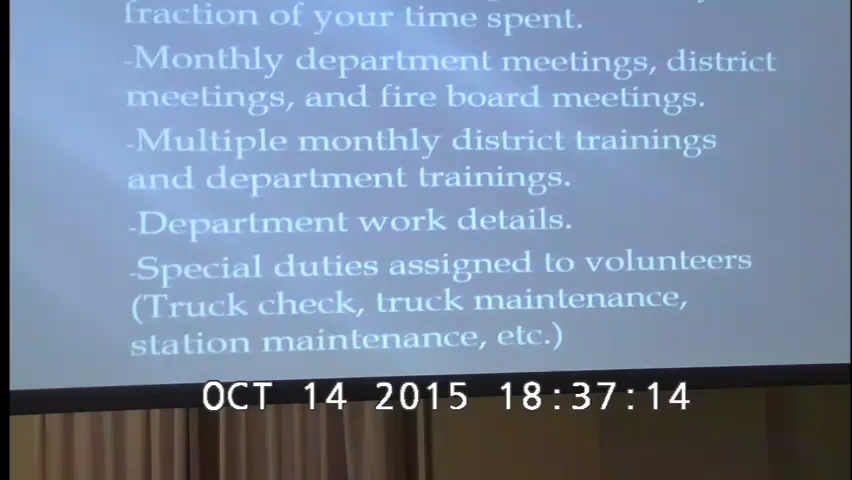 fraction of your time spent.
-Monthly department meetings, district
meetings, and fire board meetings.
-Multiple monthly district trainings
and department trainings.
-Department work details.
-Special duties assigned to volunteers
(Truck check, truck maintenance,
station maintenance, etc.)
OCT 14 2015 18:37:14